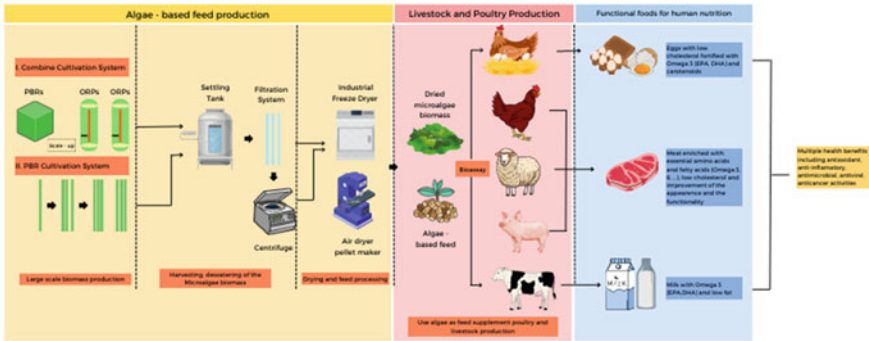 Algae - based feed production
Livestock and Poultry Production
Functional foods for human nutrition
I. Combine Cultivation System
PBRs
ORPs
ORPs
Scale - up
II. PBR Cultivation System
Large scale biomass production
Settling
Tank
Filtration
System
Centrifuge
Harvesting, dewatering of the
Microalgae biomass
Industrial
Freeze Dryer
Air dryer
pellet maker
Drying and feed processing
Dried
microalgae
biomass
Bioassay
Algae -
based feed
Use algae as feed supplement poultry and
livestock production
Eggs with low
cholesterol fortified with
Omega 3 (EPA, DHA) and
carotenoids
Meat enriched with
essential amino acids
and fatty acids (Omega 3,
6 ...), low cholesterol and
improvement of the
appearance and the
functionality
MILK
Milk with Omega 3
(EPA,DHA) and low fat
Multiple health benefits
including antioxidant,
anti-inflamatory,
antimicrobial, antiviral
anticancer activities